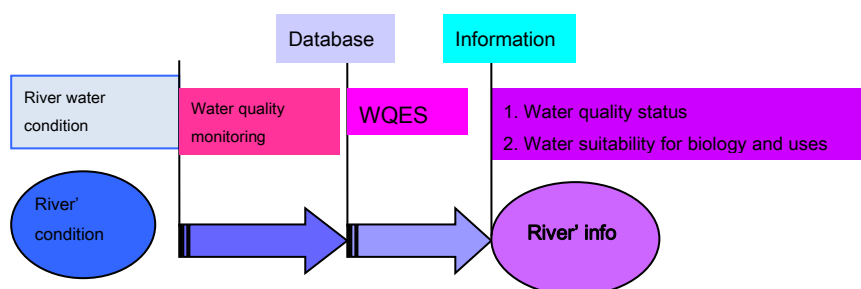 Database
Information
River water
condition
Water quality
monitoring
WQES
1. Water quality status
2. Water suitability for biology and uses
River'
condition
River' info